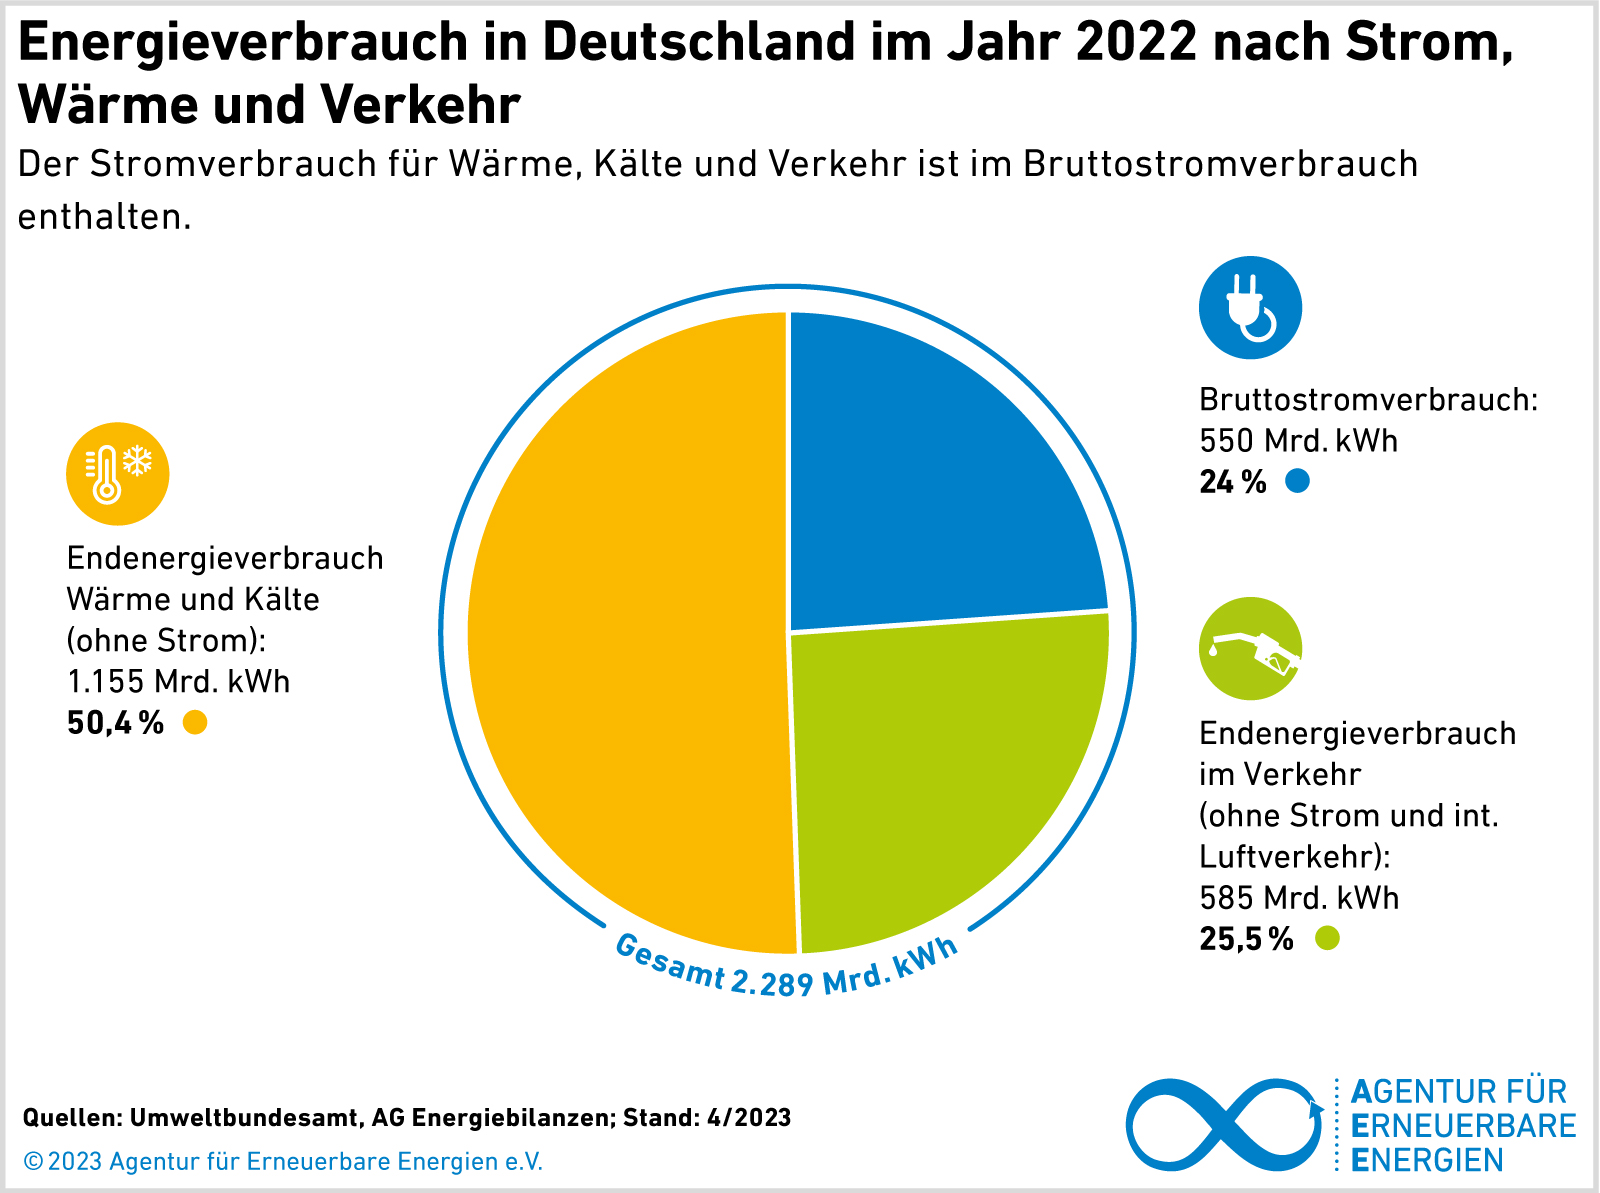 Energieverbrauch in Deutschland im Jahr 2022 nach Strom,
Wärme und Verkehr
Der Stromverbrauch für Wärme, Kälte und Verkehr ist im Bruttostromverbrauch
enthalten.
Bruttostromverbrauch:
550 Mrd. kWh
24 %
Endenergieverbrauch
Wärme und Kälte
(ohne Strom):
1.155 Mrd. kWh
50,4 %
Endenergieverbrauch
im Verkehr
(ohne Strom und int.
Luftverkehr):
585 Mrd. kWh
25,5 %
Gesamt 2.289 Mrd. kWh
Quellen: Umweltbundesamt, AG Energiebilanzen; Stand: 4/2023
© 2023 Agentur für Erneuerbare Energien e.V.
AGENTUR FÜR
ERNEUERBARE
ENERGIEN